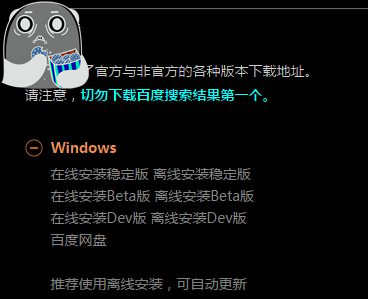 了官方与非官方的各种版本下载地址。
请注意，切勿下载百度搜索结果第一个。
Windows
在线安装稳定版 离线安装稳定版
在线安装Beta版 离线安装Beta版
在线安装Dev版 离线安装Dev版
百度网盘
推荐使用离线安装，可自动更新